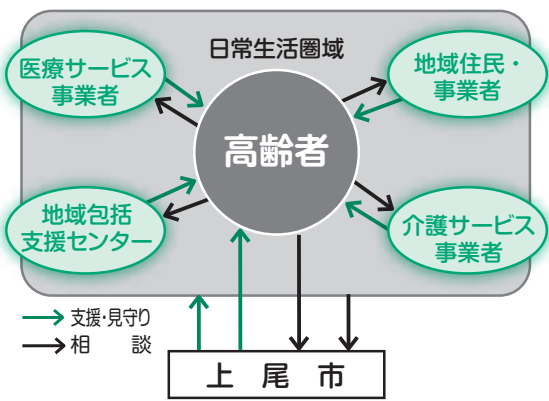 日常生活圏域
医療サービス
事業者
地域住民・
事業者
高齢者
地域包括
支援センター
介護サービス
事業者
支援・見守り
相　談
上尾市